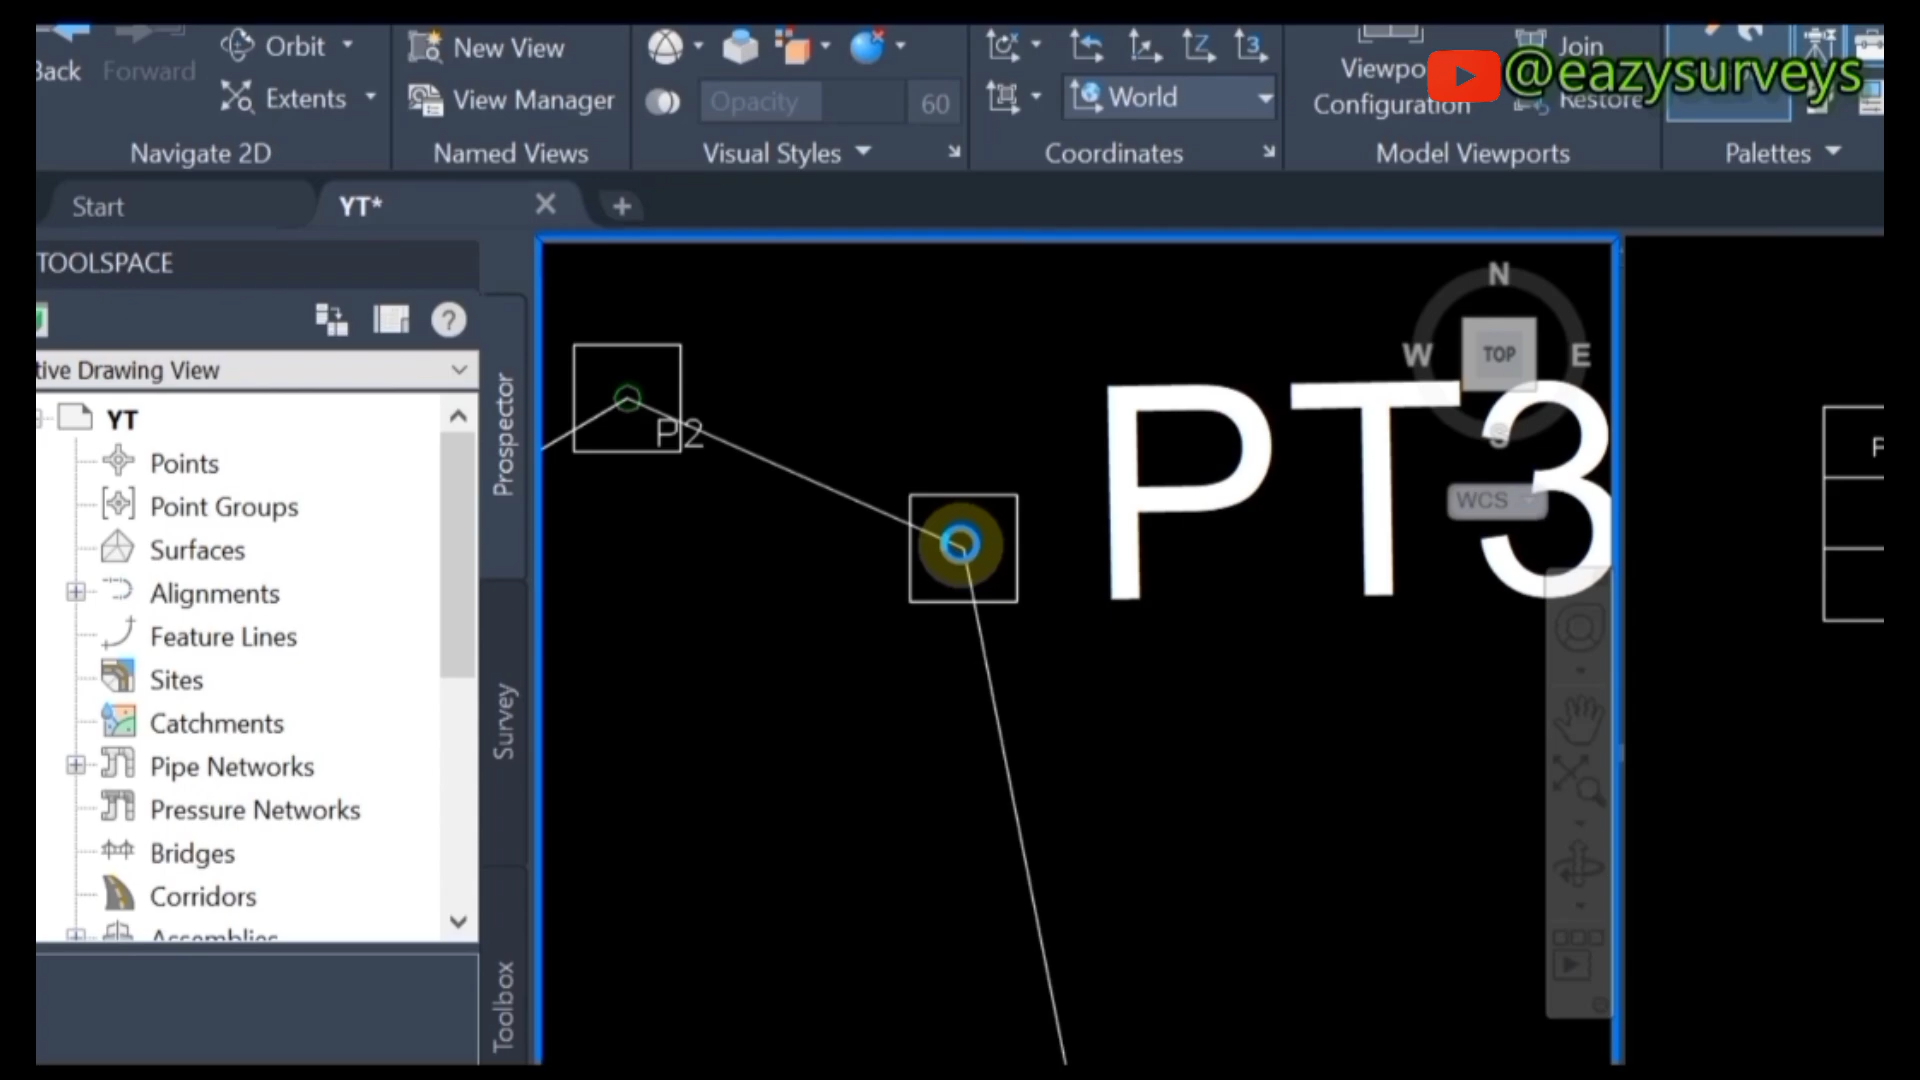 Back
Forward
Orbit
Extents
Navigate 2D
New View
View Manager
Named Views
Opacity
60
Visual Styles
World
Coordinates
Configuration
Join
Restore
Model Viewports
Palettes
@eazysurveys
Start
YT*
TOOLSPACE
tive Drawing View
YT
Points
Point Groups
Surfaces
Alignments
Feature Lines
Sites
Catchments
Pipe Networks
Pressure Networks
Bridges
Corridors
Assemblies
Prospector
Survey
Toolbox
P2
PT3
N
W
TOP
E
S
WCS